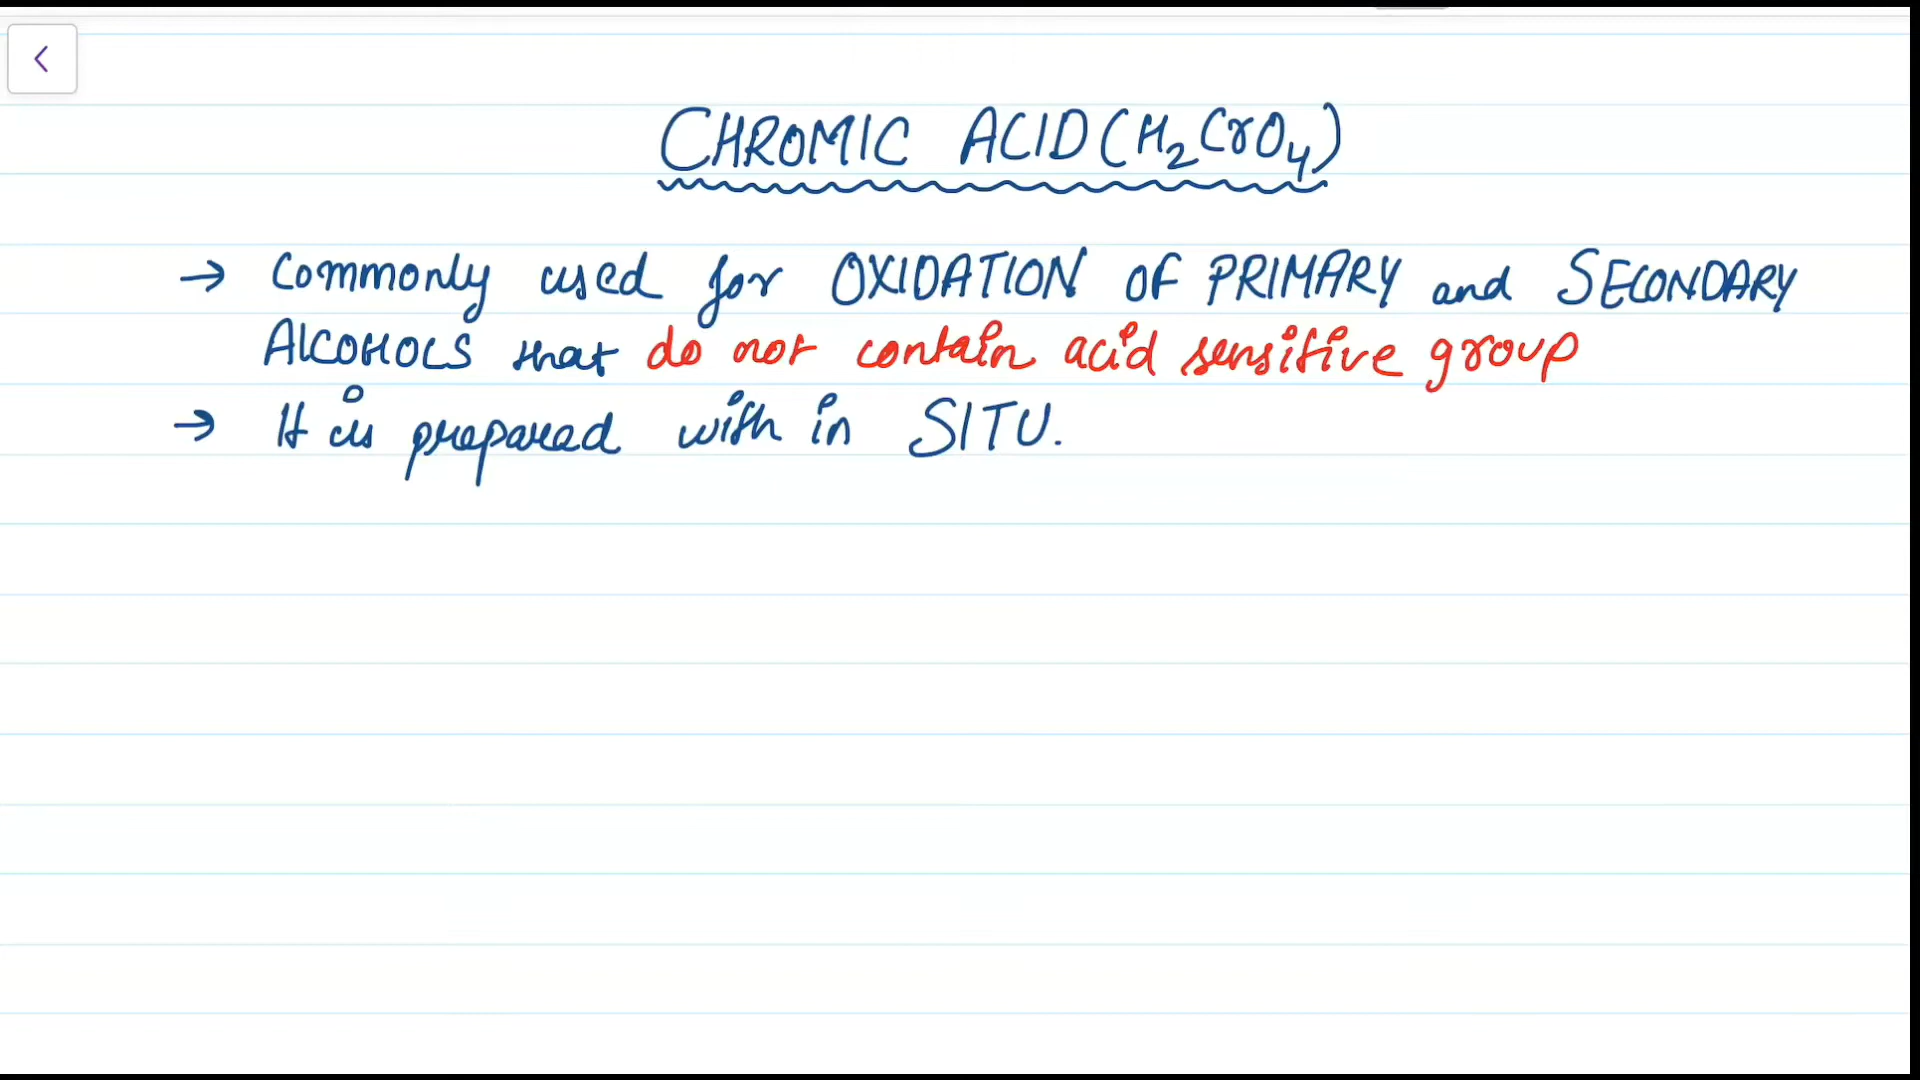 CHROMIC ACID (H₂CrO₄)
→ Commonly used for OXIDATION OF PRIMARY and SECONDARY
ALCOHOLS that do not contain acid sensitive group
→ It is prepared with in SITU.